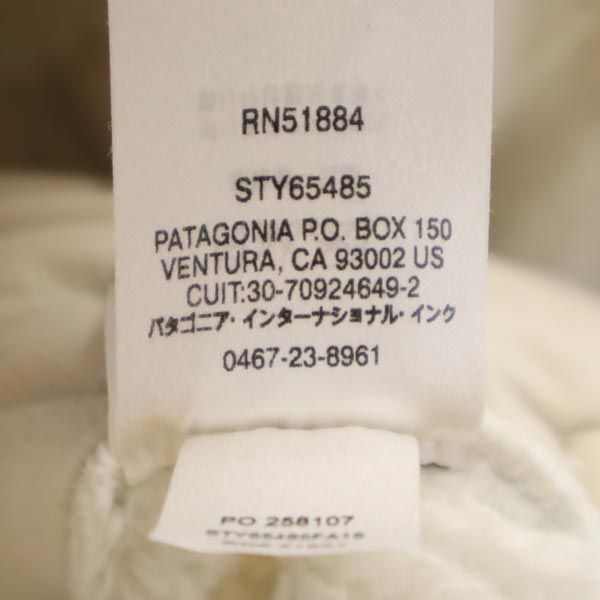 RN51884
STY65485
PATAGONIA P.O. BOX 150
VENTURA, CA 93002 US
CUIT:30-70924649-2
パタゴニア・インターナショナル・インク
0467-23-8961
PO 258107
STY65485FA15